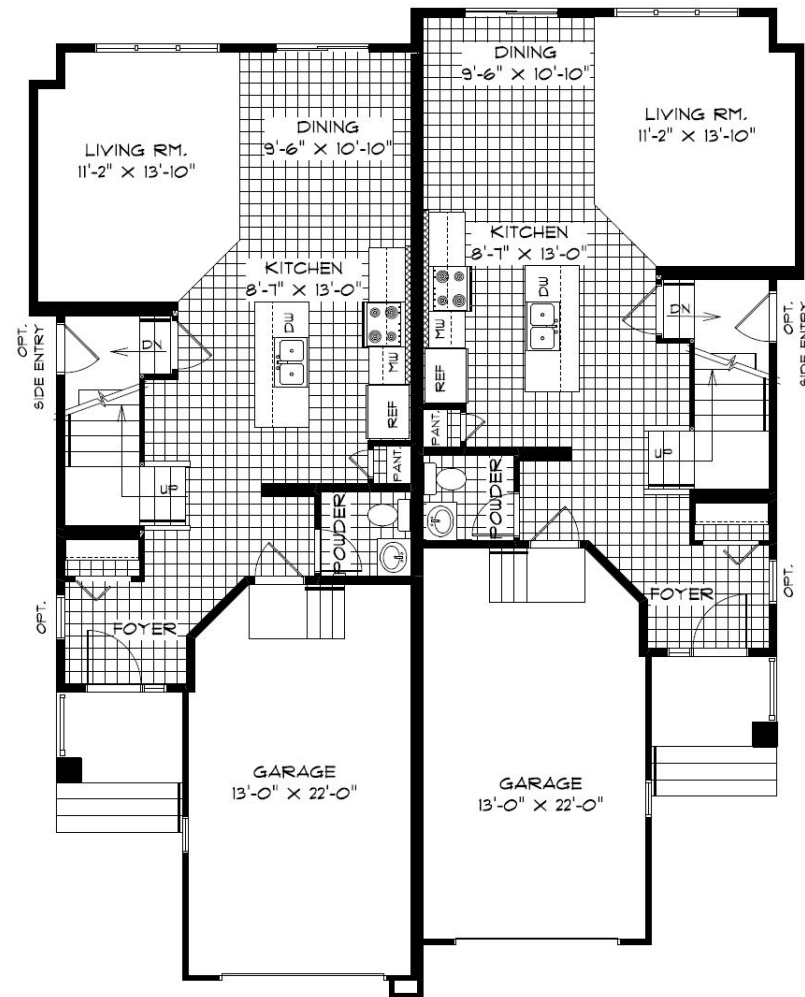 DINING
9'-6" X 10'-10"
LIVING RM.
11'-2" X 13'-10"
DINING
9'-6" X 10'-10"
LIVING RM.
11'-2" X 13'-10"
KITCHEN
8'-7" X 13'-0"
KITCHEN
8'-7" X 13'-0"
OPT.
SIDE ENTRY
DN
DW
MW
REF
PANT.
UP
POWDER
FOYER
OPT.
GARAGE
13'-0" X 22'-0"
DW
MW
REF
PANT.
DN
OPT.
SIDE ENTRY
UP
POWDER
FOYER
OPT.
GARAGE
13'-0" X 22'-0"